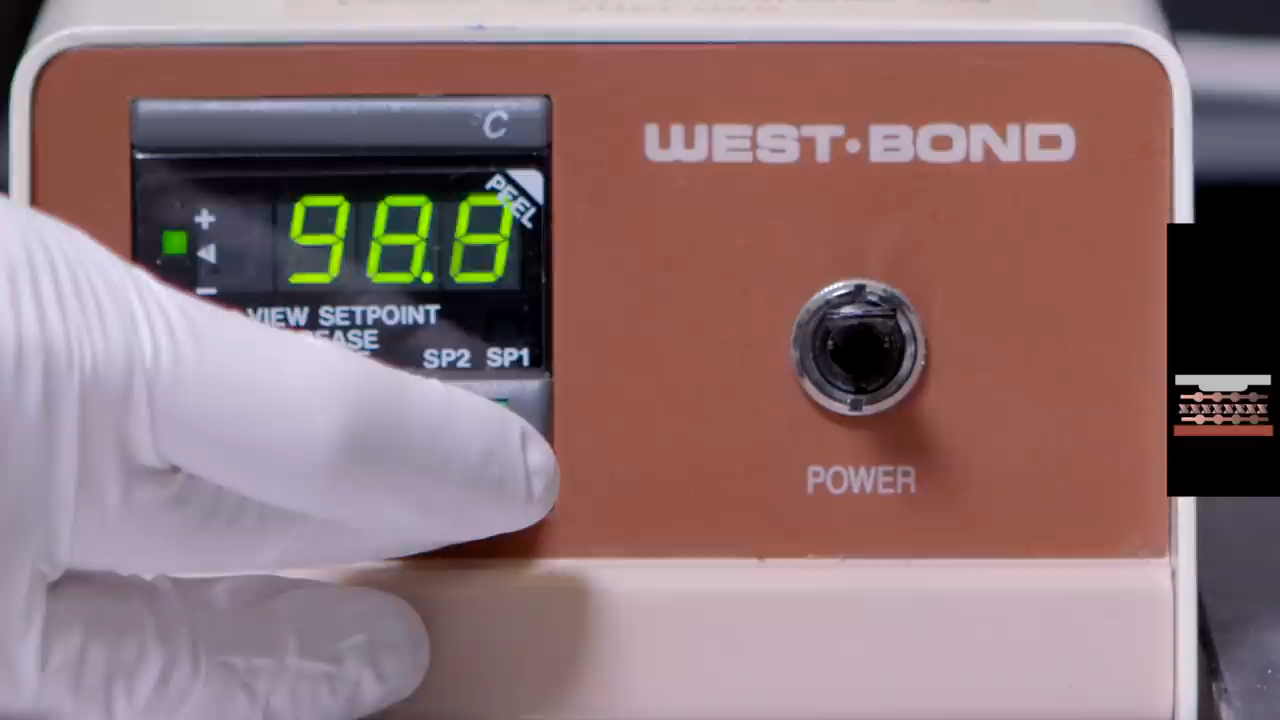 °C
WEST·BOND
PEEL
98.8
+
−
VIEW SETPOINT
SP2 SP1
POWER